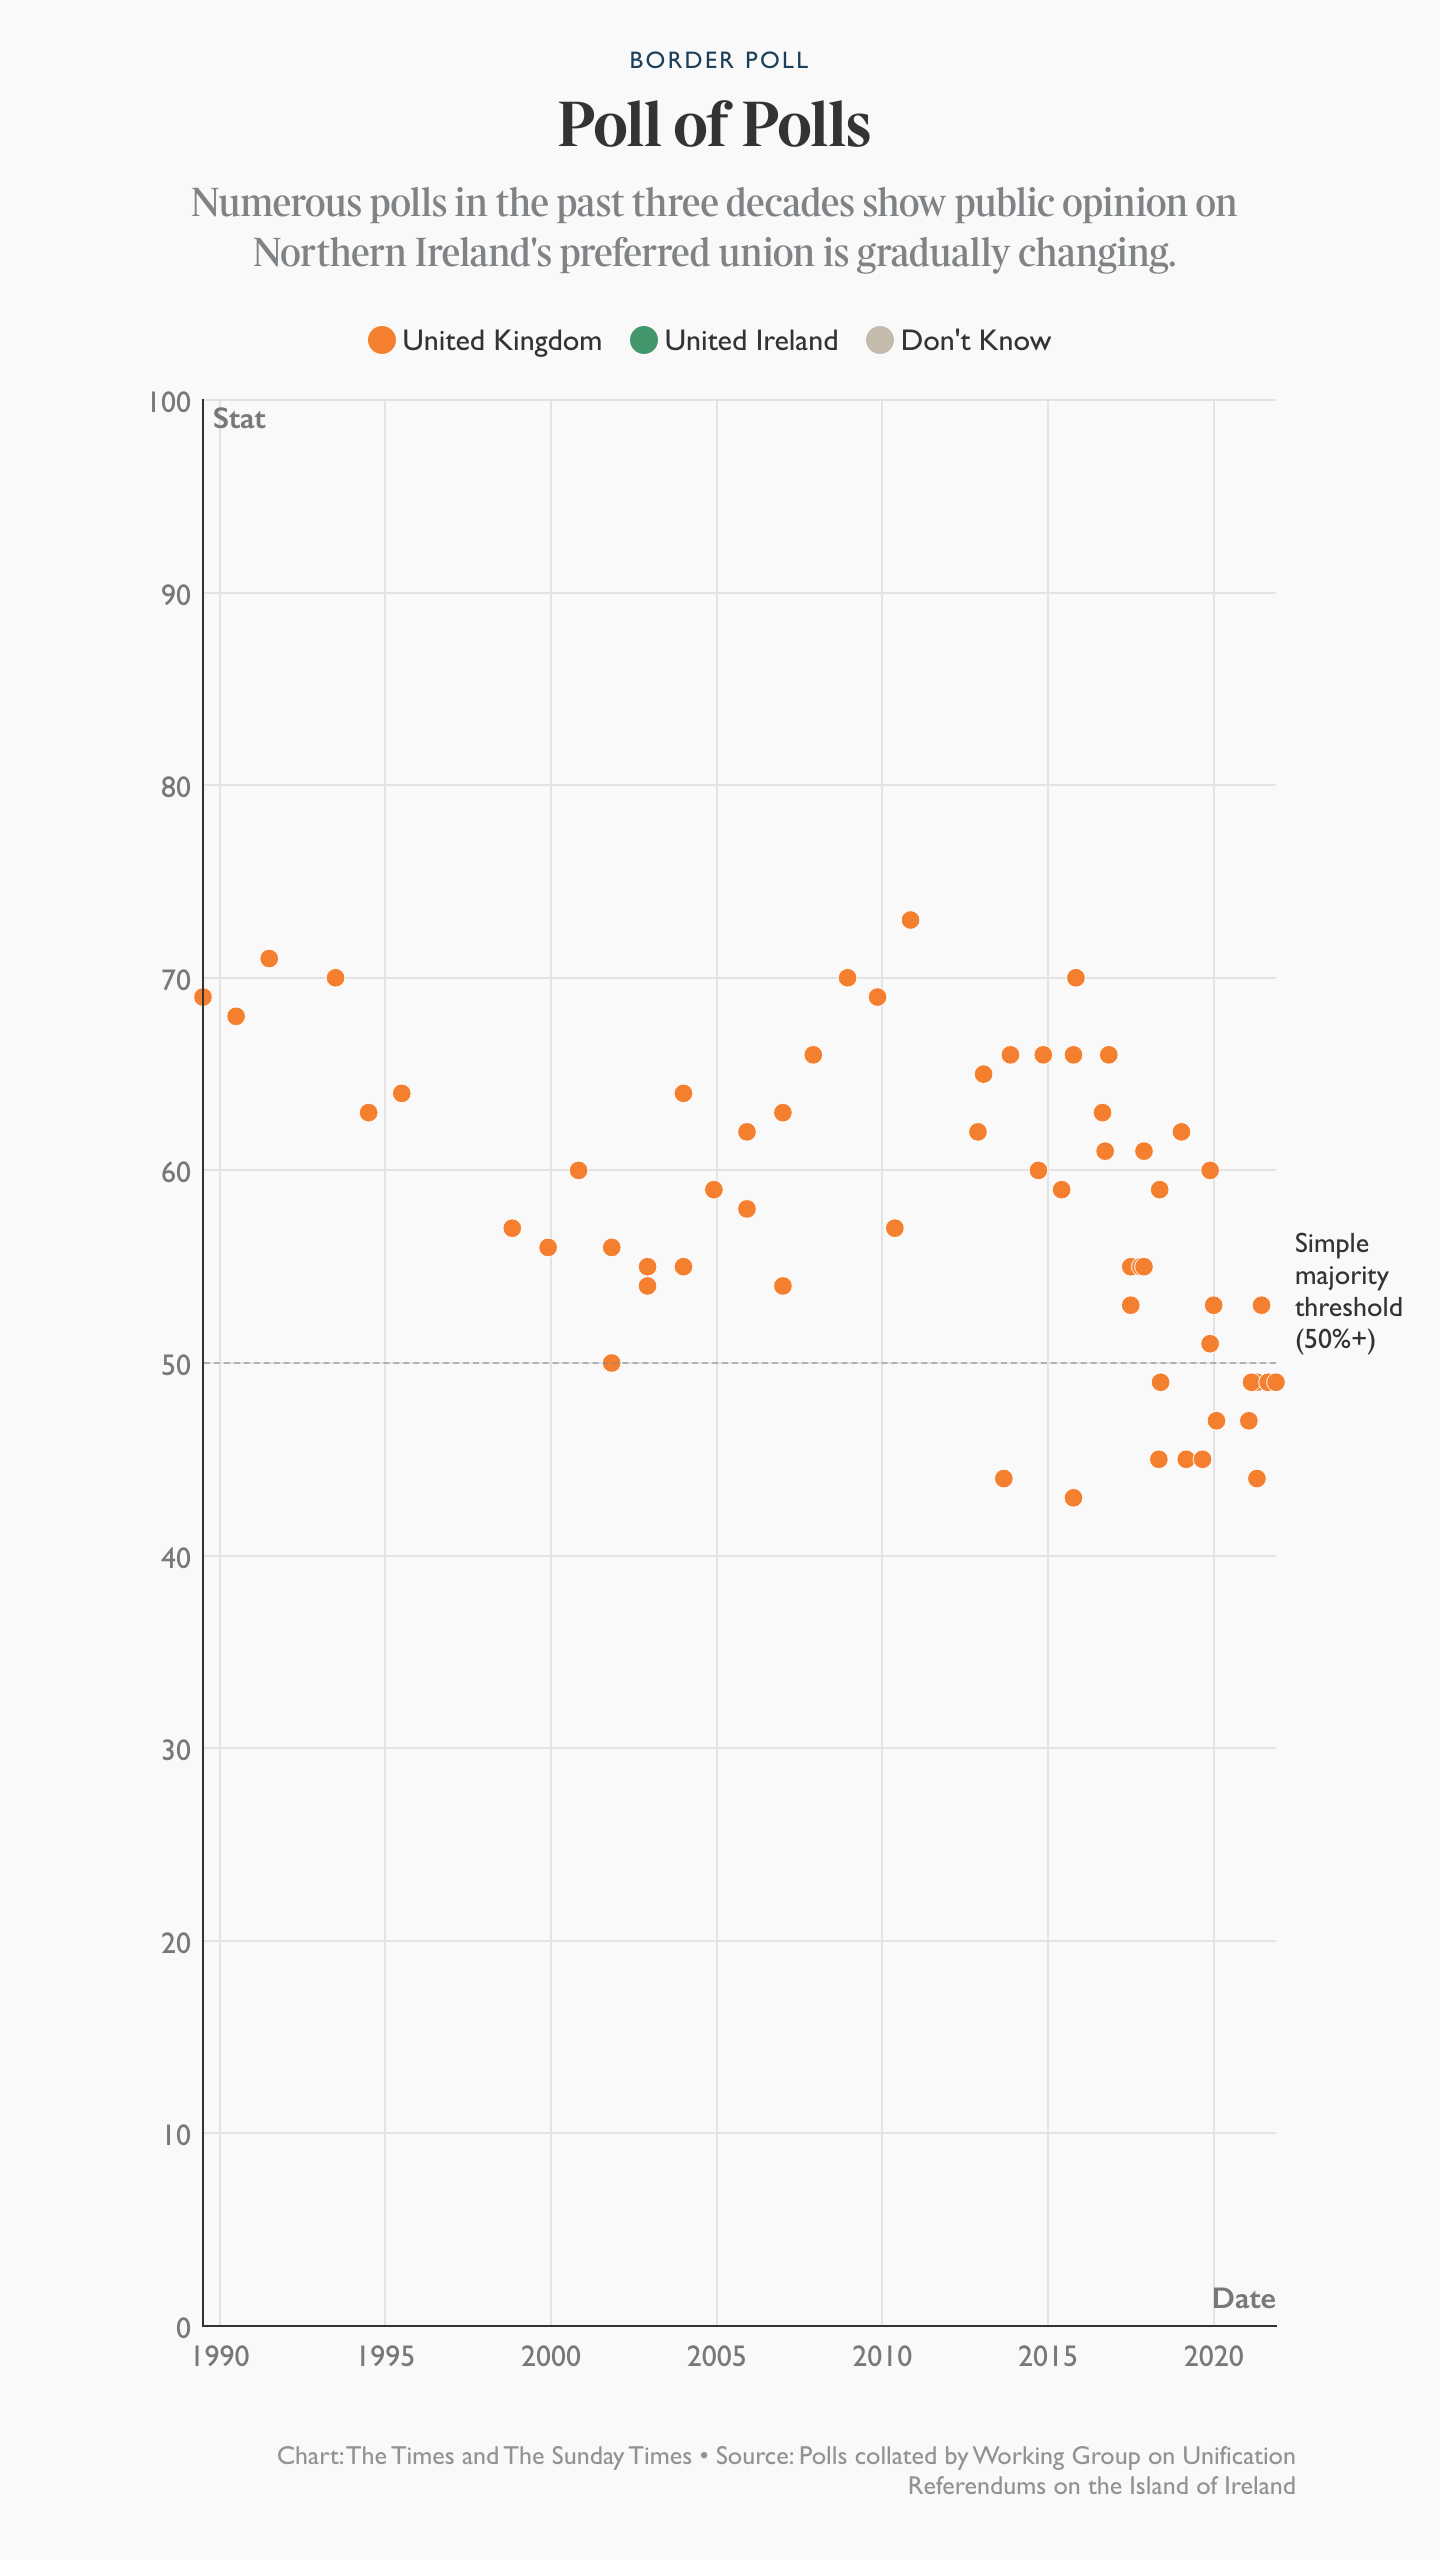 BORDER POLL
Poll of Polls
Numerous polls in the past three decades show public opinion on
Northern Ireland's preferred union is gradually changing.
United Kingdom United Ireland Don't Know
100
Stat
90
80
70
60
Simple
majority
threshold
(50%+)
50
40
30
20
10
Date
0
1990 1995 2000 2005 2010 2015 2020
Chart: The Times and The Sunday Times • Source: Polls collated by Working Group on Unification
Referendums on the Island of Ireland